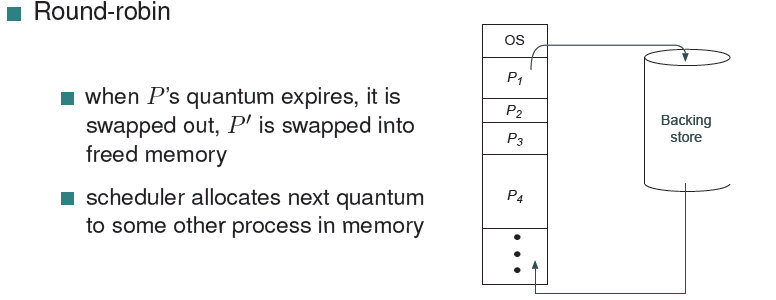 Round-robin
when P's quantum expires, it is
swapped out, P′ is swapped into
freed memory
scheduler allocates next quantum
to some other process in memory
OS
P1
P2
P3
P4
Backing
store